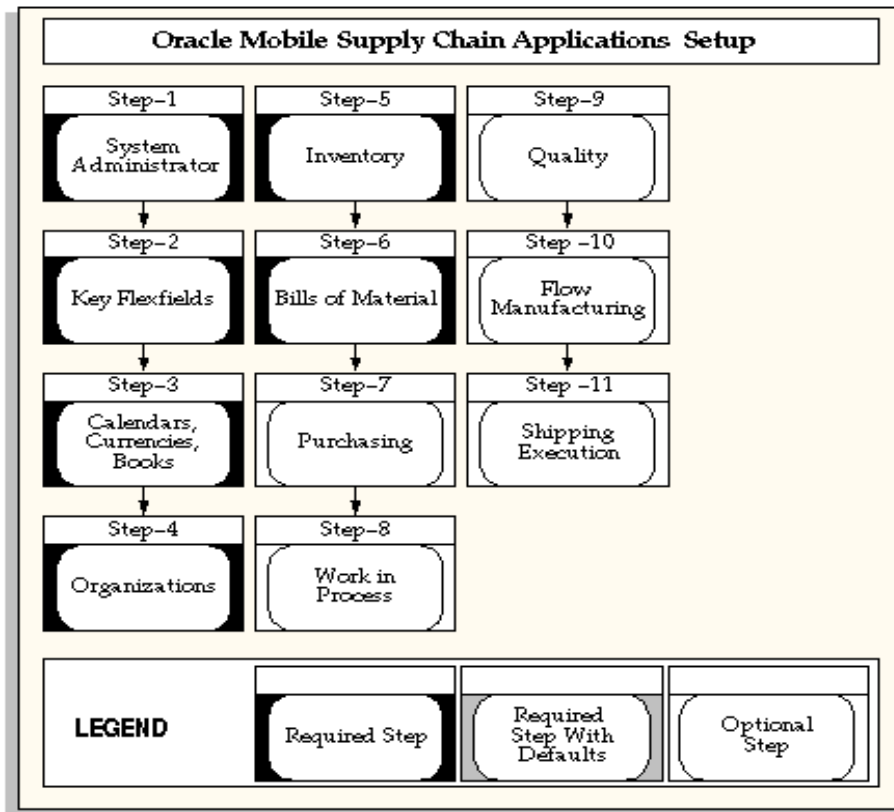 Oracle Mobile Supply Chain Applications Setup
Step-1
System
Administrator
Step-2
Key Flexfields
Step-3
Calendars,
Currencies,
Books
Step-4
Organizations
Step-5
Inventory
Step-6
Bills of Material
Step-7
Purchasing
Step-8
Work in
Process
Step-9
Quality
Step -10
Flow
Manufacturing
Step -11
Shipping
Execution
LEGEND
Required Step
Required
Step With
Defaults
Optional
Step